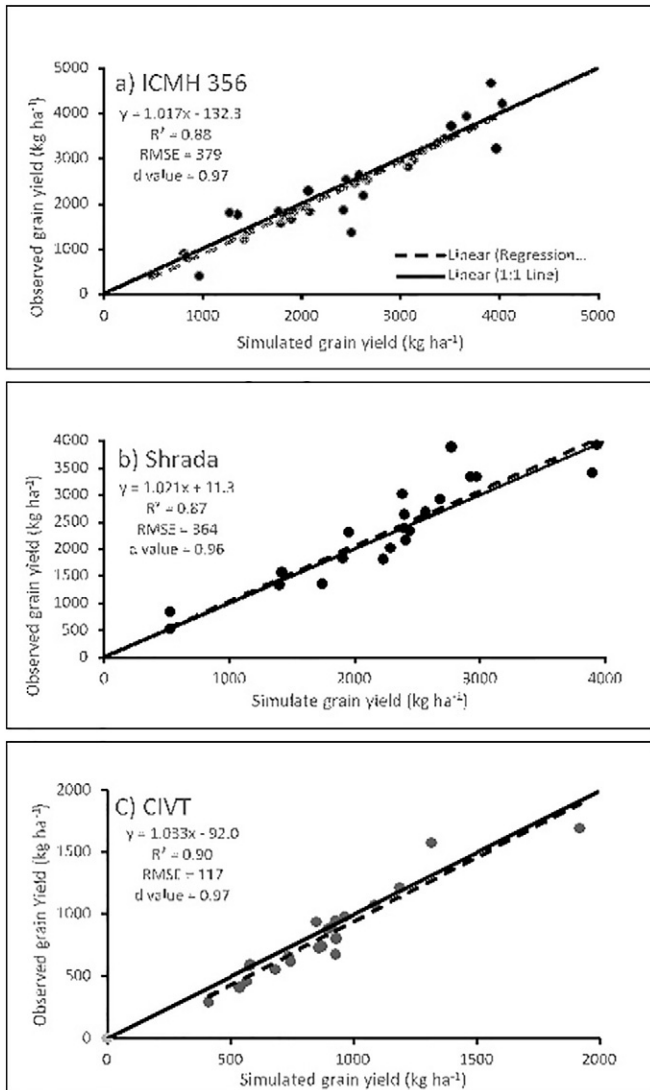 a) ICMH 356
y = 1.017x - 132.3
R² = 0.88
RMSE = 379
d value = 0.97
Observed grain yield (kg ha⁻¹)
5000
4000
3000
2000
1000
0
0 1000 2000 3000 4000 5000
Simulated grain yield (kg ha⁻¹)
Linear (Regression...
Linear (1:1 Line)
b) Shrada
y = 1.021x + 11.3
R² = 0.87
RMSE = 364
d value = 0.96
Observed grain yield (kg ha⁻¹)
4000
3500
3000
2500
2000
1500
1000
500
0
0 1000 2000 3000 4000
Simulate grain yield (kg ha⁻¹)
C) CIVT
y = 1.033x - 92.0
R² = 0.90
RMSE = 117
d value = 0.97
Observed grain Yield (kg ha⁻¹)
2000
1500
1000
500
0
500 1000 1500 2000
Simulated grain yield (kg ha⁻¹)